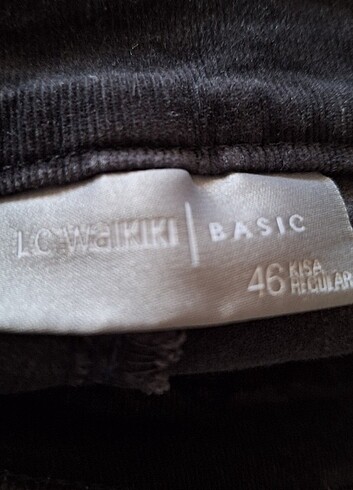 LC WAIKIKI | BASIC
46 KISA
REGULAR